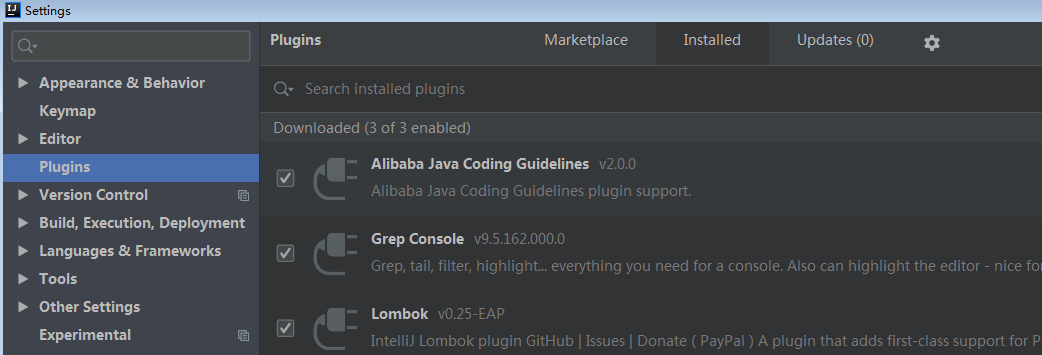 IJ Settings
Appearance & Behavior
Keymap
Editor
Plugins
Version Control
Build, Execution, Deployment
Languages & Frameworks
Tools
Other Settings
Experimental
Plugins Marketplace Installed Updates (0)
Search installed plugins
Downloaded (3 of 3 enabled)
Alibaba Java Coding Guidelines v2.0.0
Alibaba Java Coding Guidelines plugin support.
Grep Console v9.5.162.000.0
Grep, tail, filter, highlight... everything you need for a console. Also can highlight the editor - nice for
Lombok v0.25-EAP
IntelliJ Lombok plugin GitHub | Issues | Donate ( PayPal ) A plugin that adds first-class support for P